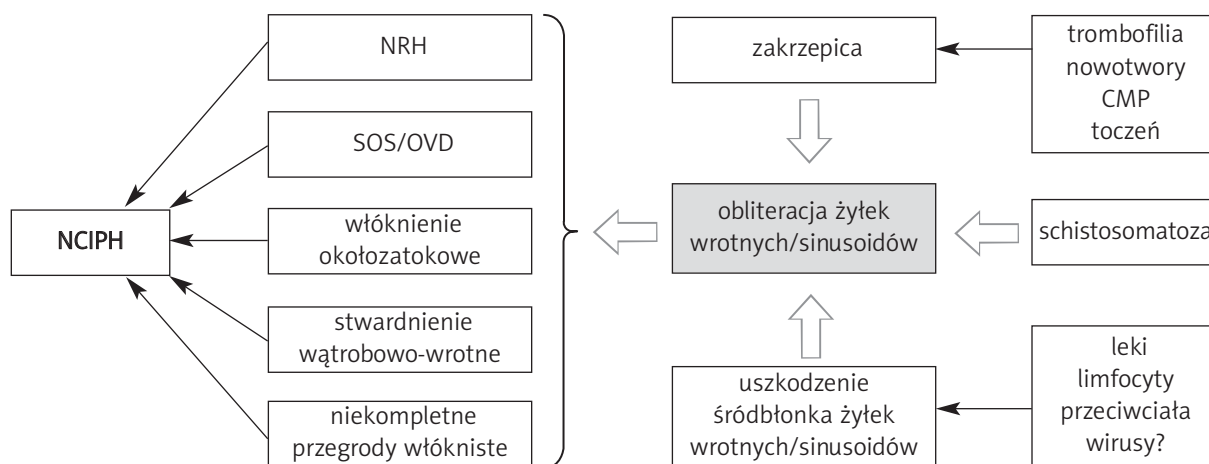 NCIPH
NRH
SOS/OVD
włóknienie
okołozatokowe
stwardnienie
wątrobowo-wrotne
niekompletne
przegrody włókniste
zakrzepica
obliteracja żyłek
wrotnych/sinusoidów
uszkodzenie
śródbłonka żyłek
wrotnych/sinusoidów
trombofilia
nowotwory
CMP
toczeń
schistosomatoza
leki
limfocyty
przeciwciała
wirusy?